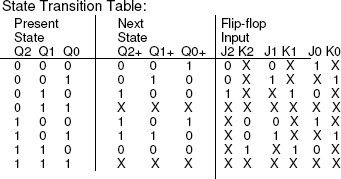 State Transition Table:
Present Next Flip-flop
State State Input
Q2 Q1 Q0 Q2+ Q1+ Q0+ J2 K2 J1 K1 J0 K0
0 0 0 0 0 1 0 X 0 X 1 X
0 0 1 0 1 0 0 X 1 X X 1
0 1 0 1 0 0 1 X X 1 0 X
0 1 1 X X X X X X X X X
1 0 0 1 0 1 X 0 0 X 1 X
1 0 1 1 1 0 X 0 1 X X 1
1 1 0 0 0 0 X 1 X 1 0 X
1 1 1 X X X X X X X X X